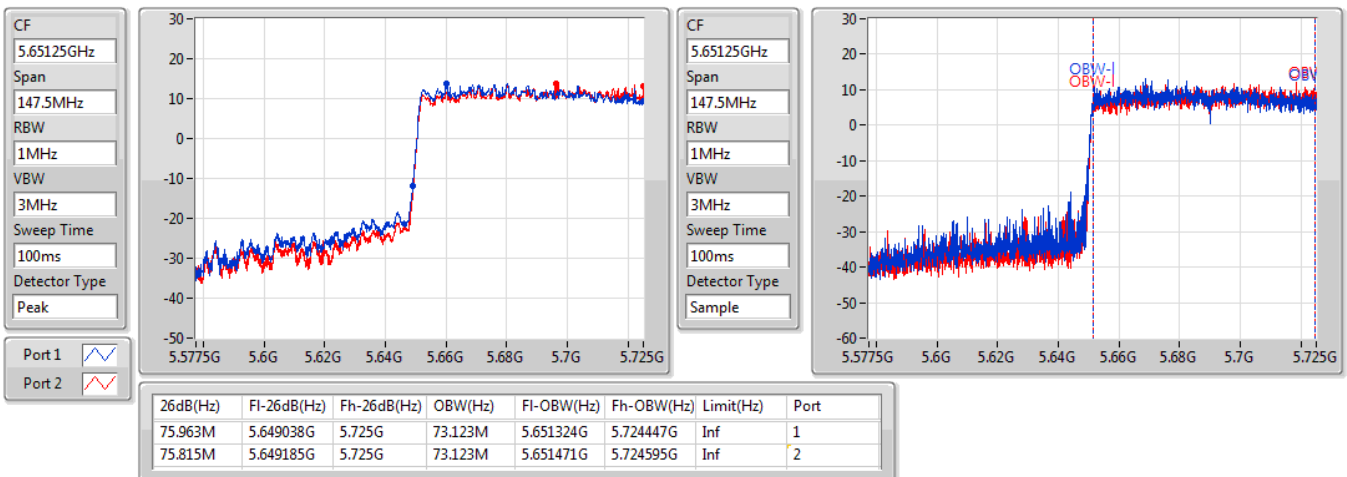 CF
5.65125GHz
Span
147.5MHz
RBW
1MHz
VBW
3MHz
Sweep Time
100ms
Detector Type
Peak
Port 1
Port 2
30
20
10
0
-10
-20
-30
-40
-50
5.5775G 5.6G 5.62G 5.64G 5.66G 5.68G 5.7G 5.725G
CF
5.65125GHz
Span
147.5MHz
RBW
1MHz
VBW
3MHz
Sweep Time
100ms
Detector Type
Sample
30
20
10
0
-10
-20
-30
-40
-50
-60
OBW-l
OBW-l
OBV
5.5775G 5.6G 5.62G 5.64G 5.66G 5.68G 5.7G 5.725G
26dB(Hz) Fl-26dB(Hz) Fh-26dB(Hz) OBW(Hz) Fl-OBW(Hz) Fh-OBW(Hz) Limit(Hz) Port
75.963M 5.649038G 5.725G 73.123M 5.651324G 5.724447G Inf 1
75.815M 5.649185G 5.725G 73.123M 5.651471G 5.724595G Inf 2